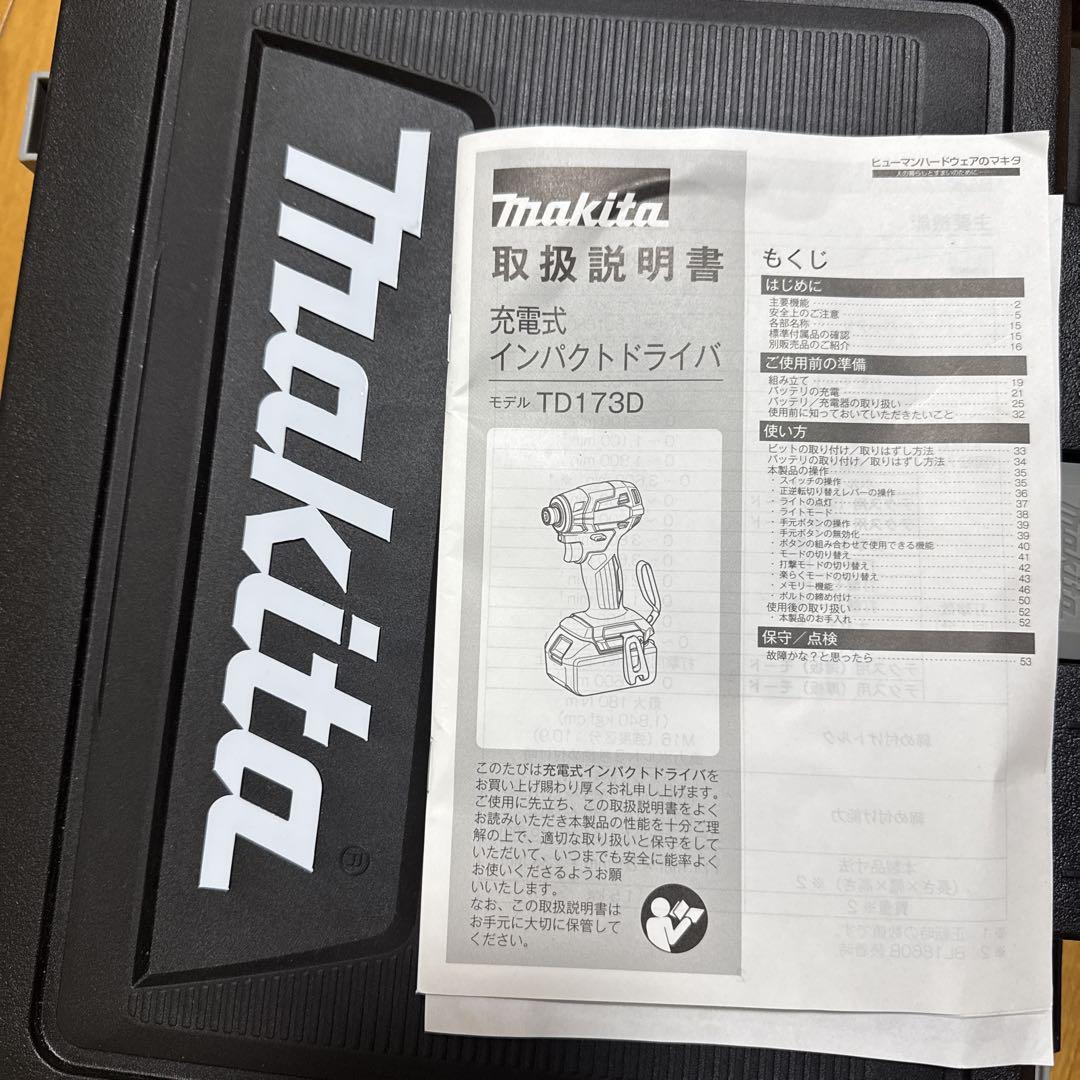 makita
makita
取扱説明書
充電式
インパクトドライバ
モデル TD173D
このたびは充電式インパクトドライバを
お買い上げ賜わり厚くお礼申し上げます。
ご使用に先立ち、この取扱説明書をよく
お読みいただき本製品の性能を十分ご理
解の上で、適切な取り扱いと保守をして
いただいて、いつまでも安全に能率よく
お使いくださるようお願
いいたします。
なお、この取扱説明書は
お手元に大切に保管して
ください。
ヒューマンハードウェアのマキタ
人の暮らしとすまいのために
もくじ
はじめに
主要機能 2
安全上のご注意 5
各部名称 15
標準付属品の確認 15
別販売品のご紹介 16
ご使用前の準備
組み立て 19
バッテリの充電 21
バッテリ／充電器の取り扱い 25
使用前に知っておいていただきたいこと 32
使い方
ビットの取り付け／取りはずし方法 33
バッテリの取り付け／取りはずし方法 34
本製品の操作 35
・スイッチの操作 35
・正逆転切り替えレバーの操作 36
・ライトの点灯 37
・ライトモード 38
・手元ボタンの操作 39
・手元ボタンの無効化 39
・ボタンの組み合わせで使用できる機能 40
・モードの切り替え 41
・打撃モードの切り替え 42
・楽らくモードの切り替え 43
・メモリー機能 46
・ボルトの締め付け 50
使用後の取り扱い 52
・本製品のお手入れ 52
保守／点検
故障かな？と思ったら 53